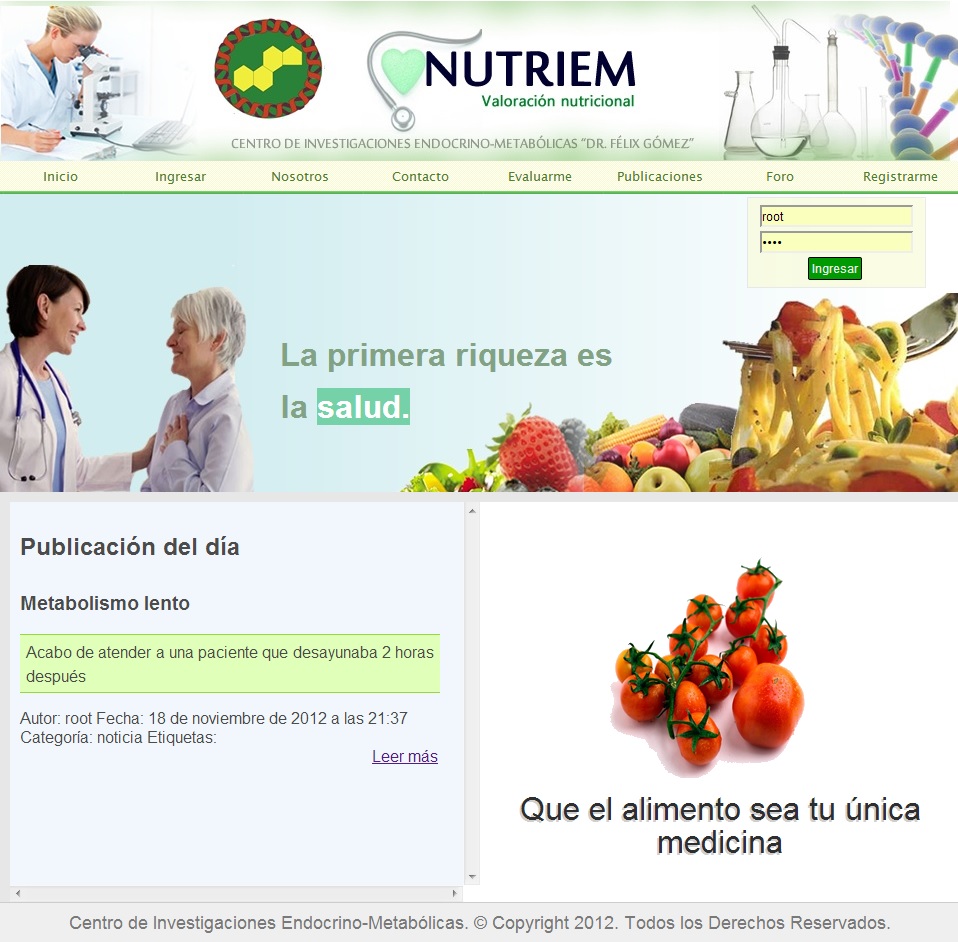 NUTRIEM
Valoración nutricional
CENTRO DE INVESTIGACIONES ENDOCRINO-METABÓLICAS “DR. FÉLIX GÓMEZ”
Inicio Ingresar Nosotros Contacto Evaluarme Publicaciones Foro Registrarme
root
••••
Ingresar
La primera riqueza es
la salud.
Publicación del día
Metabolismo lento
Acabo de atender a una paciente que desayunaba 2 horas
después
Autor: root Fecha: 18 de noviembre de 2012 a las 21:37
Categoría: noticia Etiquetas:
Leer más
Que el alimento sea tu única
medicina
Centro de Investigaciones Endocrino-Metabólicas. © Copyright 2012. Todos los Derechos Reservados.